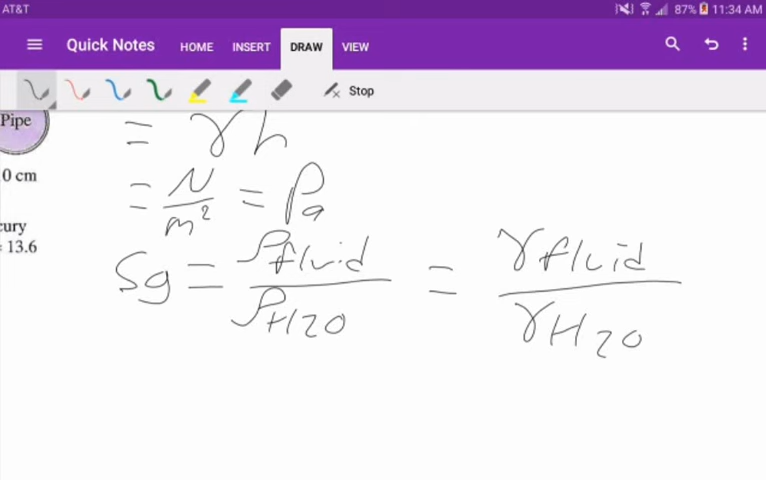 AT&T 87% 11:34 AM
Quick Notes HOME INSERT DRAW VIEW
Stop
Pipe
0 cm
cury
= 13.6
= γh
= N/m² = Pa
Sg = ρfluid/ρH2O = γfluid/γH2O